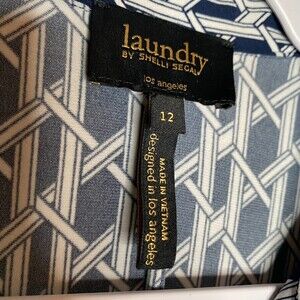 laundry
BY SHELLI SEGAL
los angeles
12
MADE IN VIETNAM
designed in los angeles